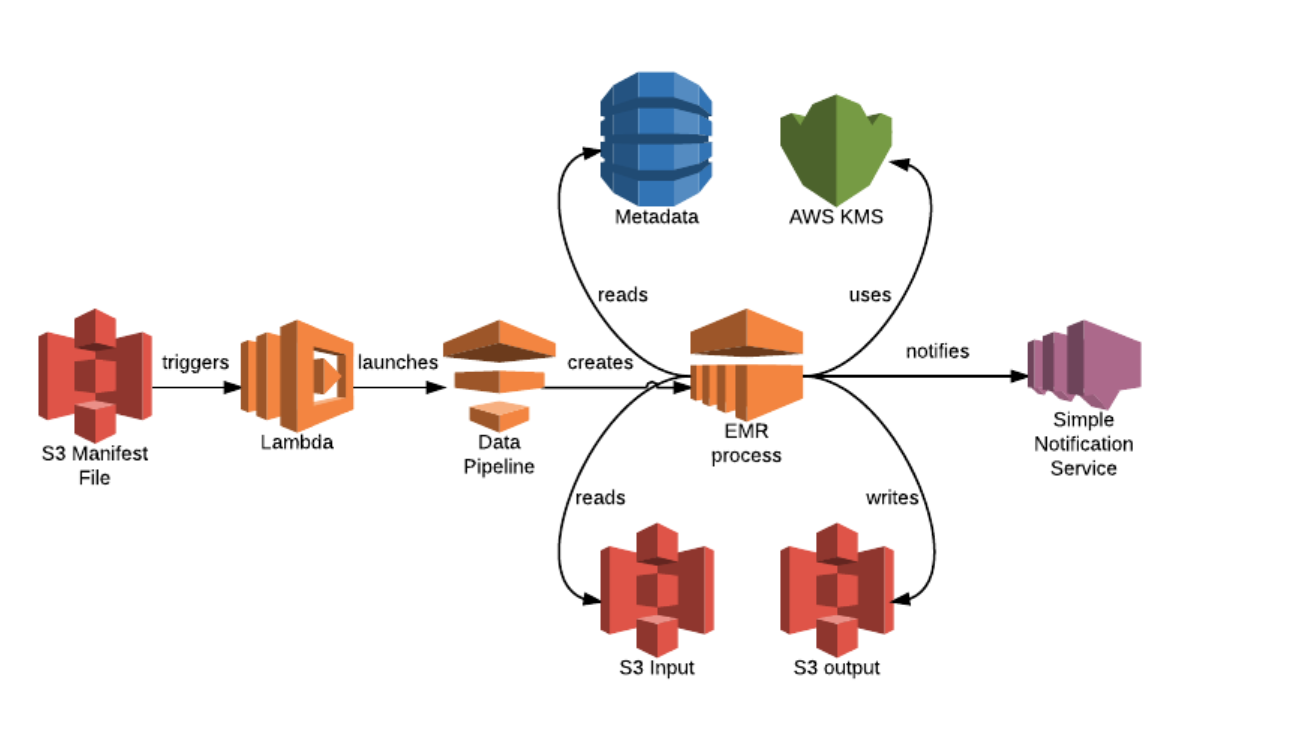 Metadata
AWS KMS
reads
uses
triggers
launches
creates
notifies
S3 Manifest
File
Lambda
Data
Pipeline
EMR
process
Simple
Notification
Service
reads
writes
S3 Input
S3 output